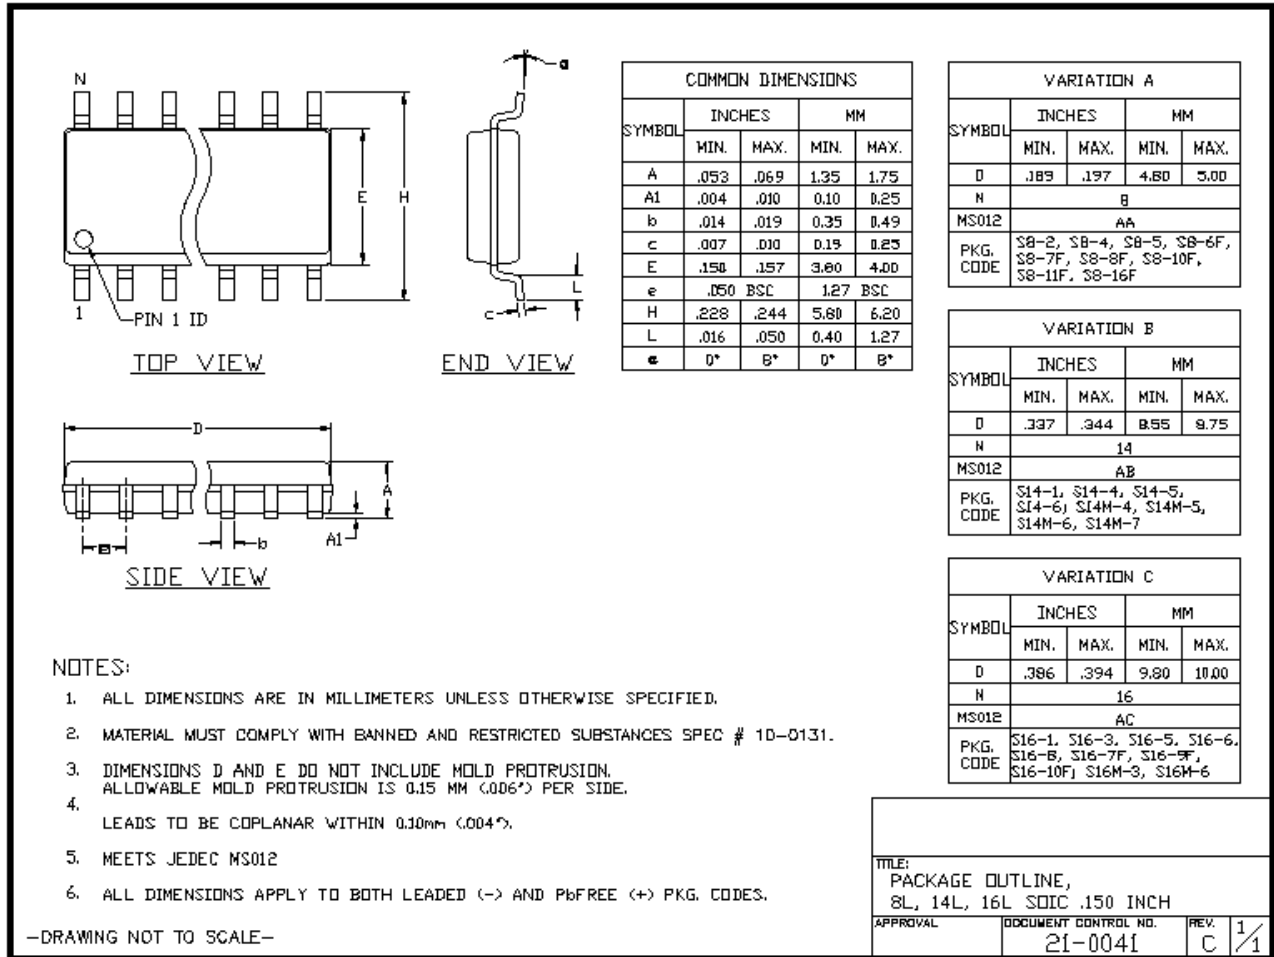 N
a
E
H
L
c
1
PIN 1 ID
TOP VIEW
END VIEW
D
A
A1
e
b
SIDE VIEW
COMMON DIMENSIONS
SYMBOL INCHES MM
MIN. MAX. MIN. MAX.
A .053 .069 1.35 1.75
A1 .004 .010 0.10 0.25
b .014 .019 0.35 0.49
c .007 .010 0.19 0.25
E .150 .157 3.80 4.00
e .050 BSC 1.27 BSC
H .228 .244 5.80 6.20
L .016 .050 0.40 1.27
α 0° 8° 0° 8°
VARIATION A
SYMBOL INCHES MM
MIN. MAX. MIN. MAX.
D .189 .197 4.80 5.00
N 8
MS012 AA
PKG. CODE S8-2, S8-4, S8-5, S8-6F,
S8-7F, S8-8F, S8-10F,
S8-11F, S8-16F
VARIATION B
SYMBOL INCHES MM
MIN. MAX. MIN. MAX.
D .337 .344 8.55 8.75
N 14
MS012 AB
PKG. CODE S14-1, S14-4, S14-5,
S14-6; S14M-4, S14M-5,
S14M-6, S14M-7
VARIATION C
SYMBOL INCHES MM
MIN. MAX. MIN. MAX.
D .386 .394 9.80 10.00
N 16
MS012 AC
PKG. CODE S16-1, S16-3, S16-5, S16-6,
S16-8, S16-7F, S16-9F,
S16-10F; S16M-3, S16M-6
NOTES:
1. ALL DIMENSIONS ARE IN MILLIMETERS UNLESS OTHERWISE SPECIFIED.
2. MATERIAL MUST COMPLY WITH BANNED AND RESTRICTED SUBSTANCES SPEC # 10-0131.
3. DIMENSIONS D AND E DO NOT INCLUDE MOLD PROTRUSION.
ALLOWABLE MOLD PROTRUSION IS 0.15 MM (.006") PER SIDE.
4. LEADS TO BE COPLANAR WITHIN 0.10mm (.004").
5. MEETS JEDEC MS012
6. ALL DIMENSIONS APPLY TO BOTH LEADED (-) AND PbFREE (+) PKG. CODES.
-DRAWING NOT TO SCALE-
TITLE:
PACKAGE OUTLINE,
8L, 14L, 16L SOIC .150 INCH
APPROVAL
DOCUMENT CONTROL NO.
21-0041
REV.
C
1/1